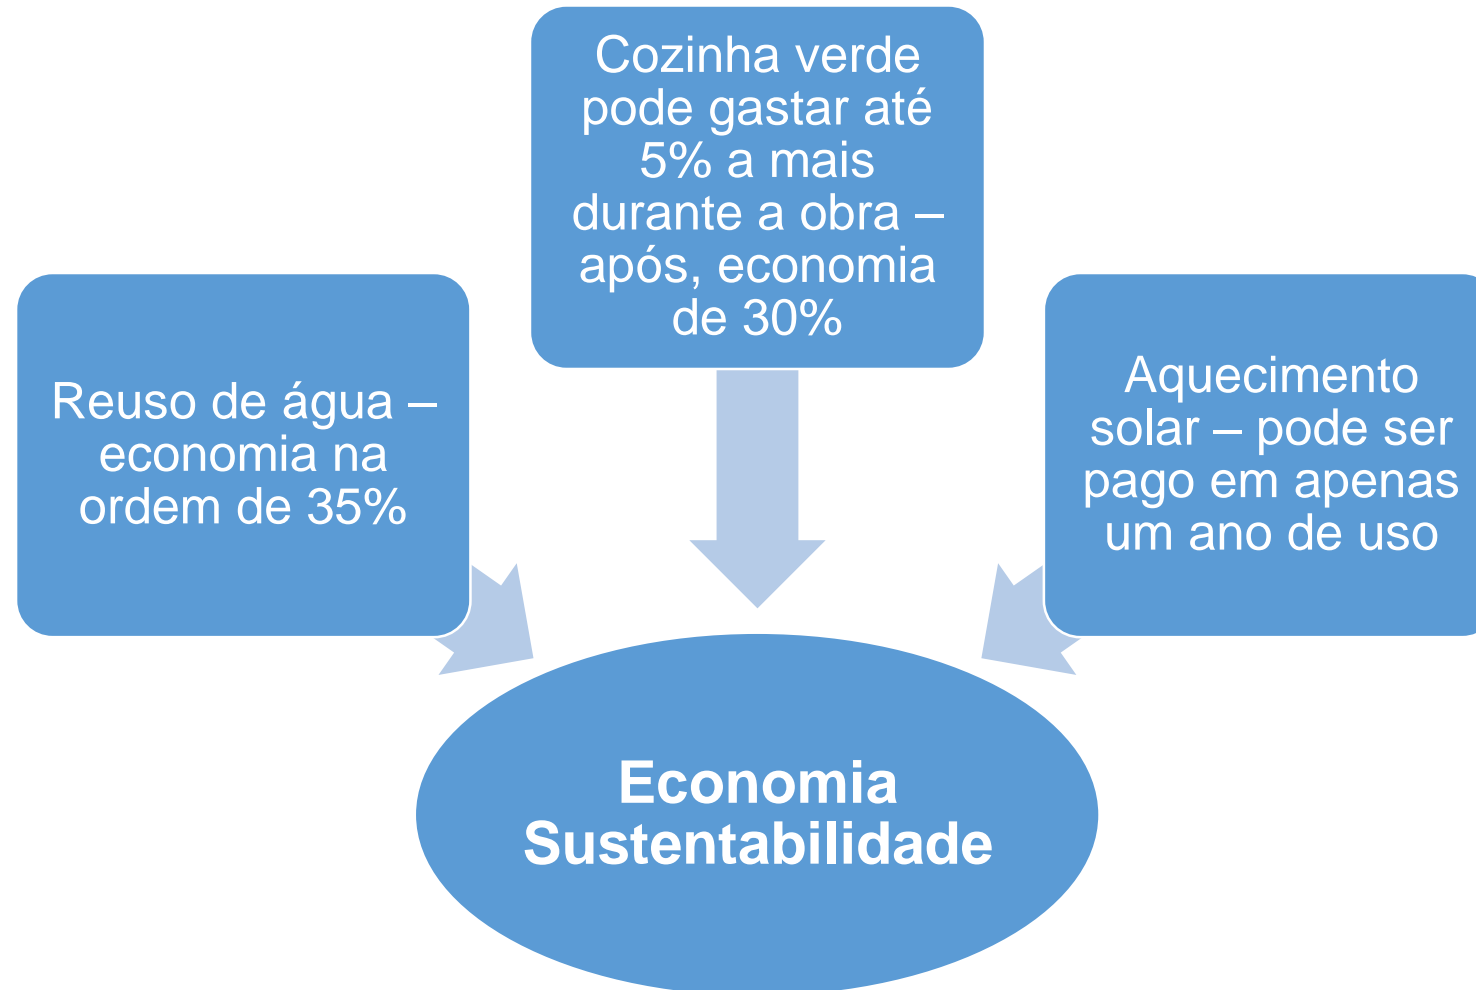 Cozinha verde
pode gastar até
5% a mais
durante a obra –
após, economia
de 30%
Reuso de água –
economia na
ordem de 35%
Aquecimento
solar – pode ser
pago em apenas
um ano de uso
Economia
Sustentabilidade